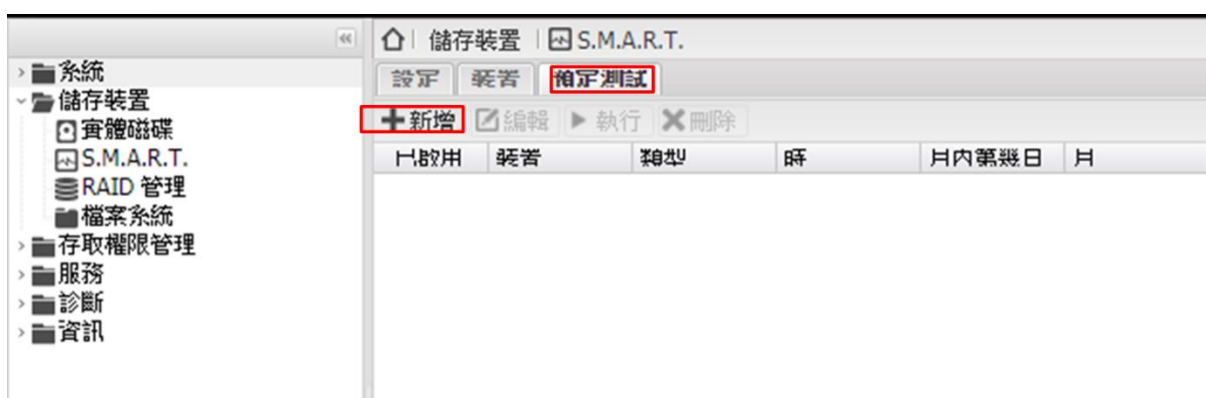 儲存裝置 S.M.A.R.T.
設定 裝置 預定測試
新增 編輯 執行 刪除
已啟用 裝置 類型 時 月內第幾日 月
系統
儲存裝置
實體磁碟
S.M.A.R.T.
RAID 管理
檔案系統
存取權限管理
服務
診斷
資訊